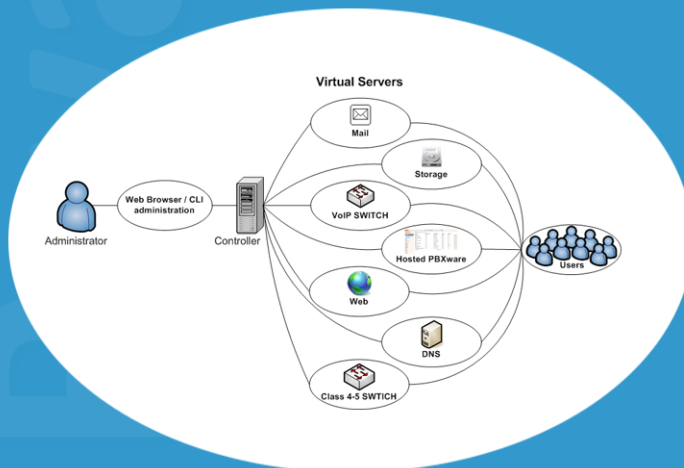 Virtual Servers
Mail
Storage
Web Browser / CLI
administration
VoIP SWITCH
Administrator
Controller
Hosted PBXware
Users
Web
DNS
Class 4-5 SWTICH